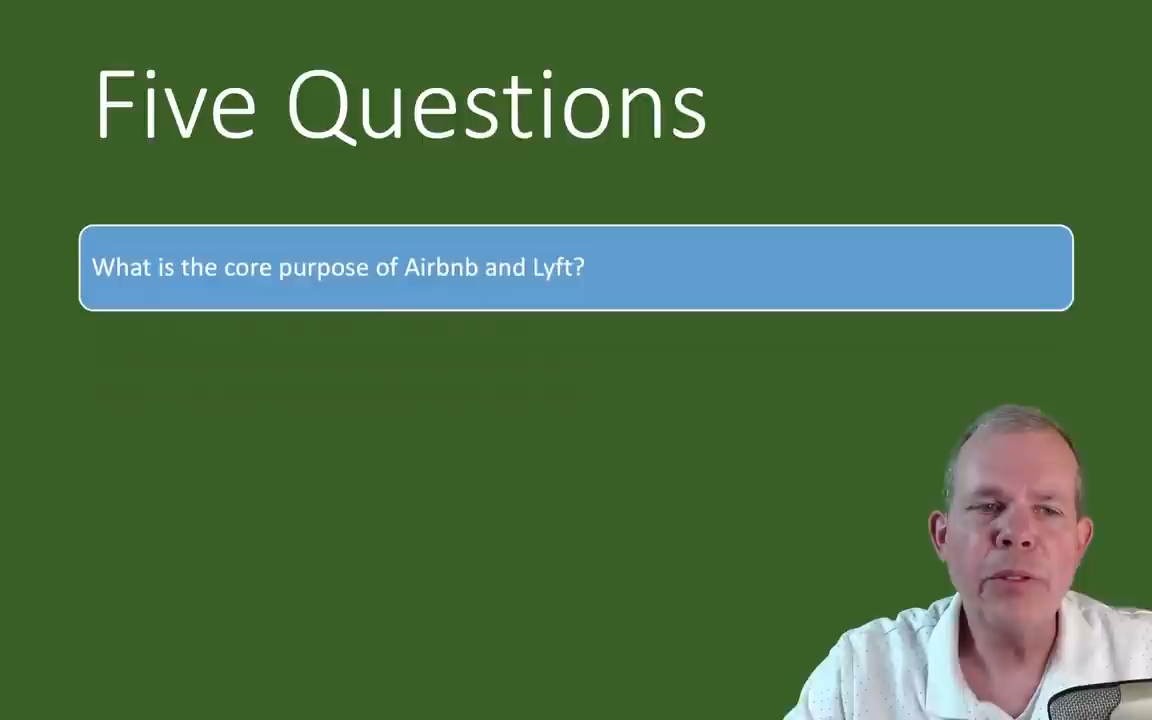 Five Questions
What is the core purpose of Airbnb and Lyft?